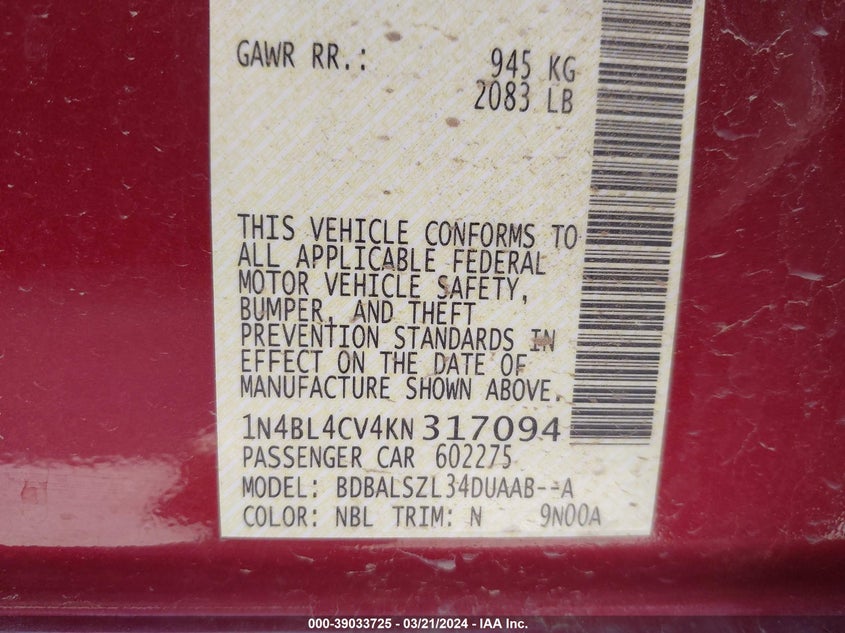 GAWR RR.: 945 KG
2083 LB
THIS VEHICLE CONFORMS TO
ALL APPLICABLE FEDERAL
MOTOR VEHICLE SAFETY,
BUMPER, AND THEFT
PREVENTION STANDARDS IN
EFFECT ON THE DATE OF
MANUFACTURE SHOWN ABOVE.
1N4BL4CV4KN317094
PASSENGER CAR 602275
MODEL: BDBALSZL34DUAAB--A
COLOR: NBL TRIM: N 9N00A
000-39033725 - 03/21/2024 - IAA Inc.